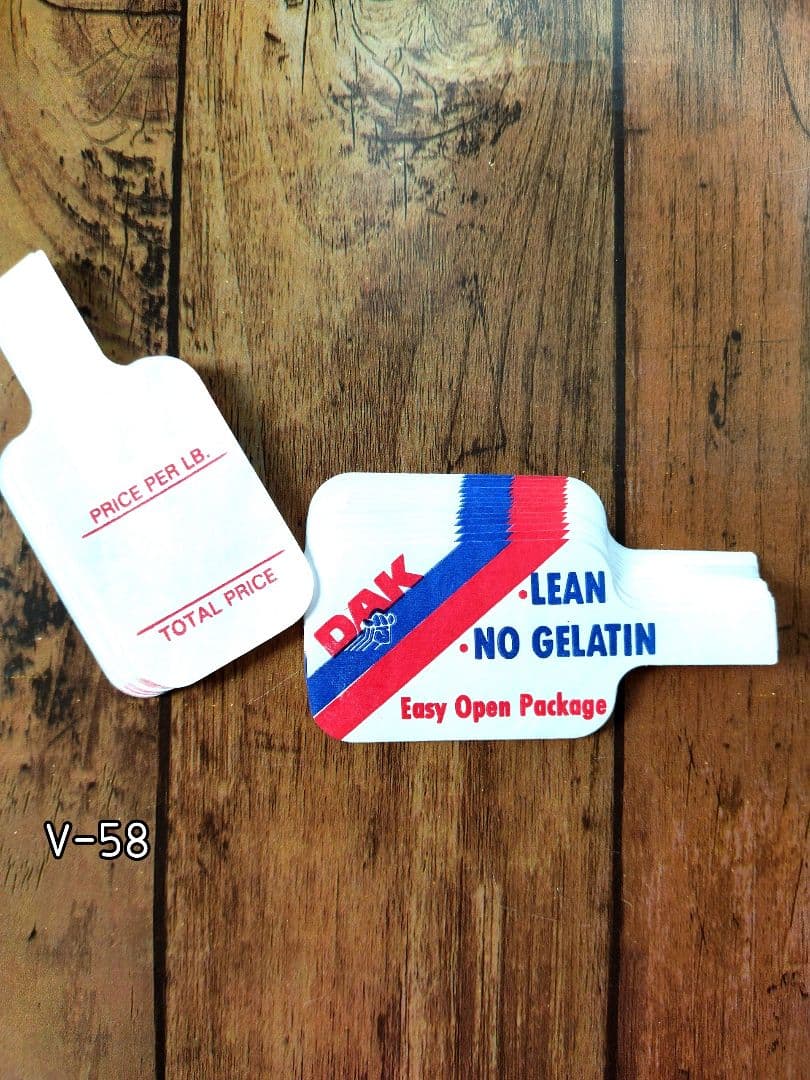 PRICE PER LB.
TOTAL PRICE
DAK
·LEAN
·NO GELATIN
Easy Open Package
V-58